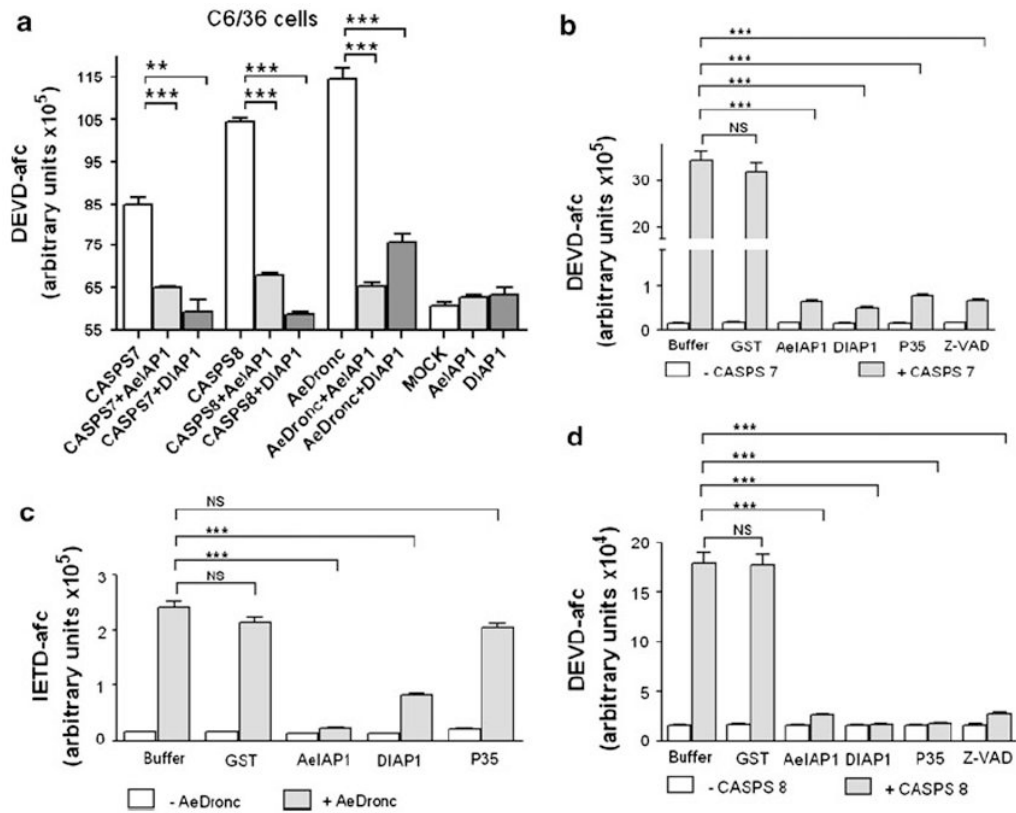 a
C6/36 cells
***
***
**
***
***
***
DEVD-afc
(arbitrary units x10⁵)
115
105
95
85
75
65
55
CASPS7
CASPS7+AeIAP1
CASPS7+DIAP1
CASPS8
CASPS8+AeIAP1
CASPS8+DIAP1
AeDronc
AeDronc+AeIAP1
AeDronc+DIAP1
MOCK
AeIAP1
DIAP1
b
***
***
***
***
NS
DEVD-afc
(arbitrary units x10⁵)
30
1
0
Buffer GST AeIAP1 DIAP1 P35 Z-VAD
- CASPS 7 + CASPS 7
c
NS
***
***
NS
IETD-afc
(arbitrary units x10⁵)
3
2
1
0
Buffer GST AeIAP1 DIAP1 P35
- AeDronc + AeDronc
d
***
***
***
***
NS
DEVD-afc
(arbitrary units x10⁴)
20
15
10
5
0
Buffer GST AeIAP1 DIAP1 P35 Z-VAD
- CASPS 8 + CASPS 8